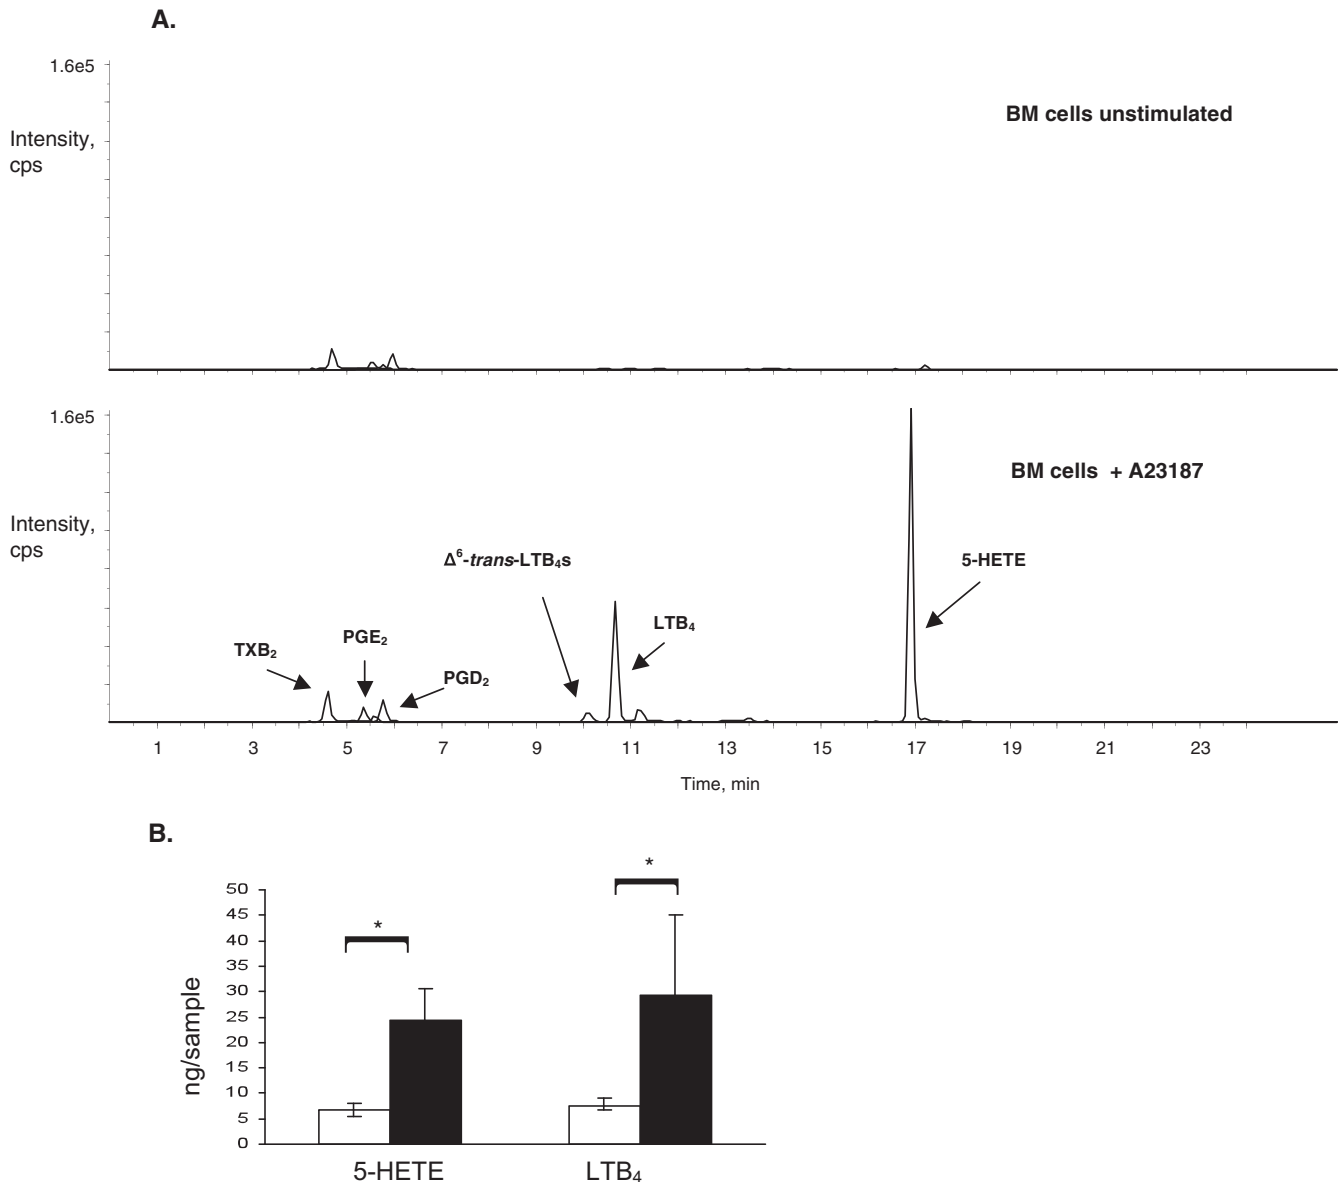 A.
1.6e5
Intensity,
cps
BM cells unstimulated
1.6e5
Intensity,
cps
BM cells + A23187
Δ⁶-trans-LTB₄s
5-HETE
LTB₄
PGE₂
TXB₂
PGD₂
1 3 5 7 9 11 13 15 17 19 21 23
Time, min
B.
*
*
50
45
40
35
30
25
20
15
10
5
0
ng/sample
5-HETE LTB₄